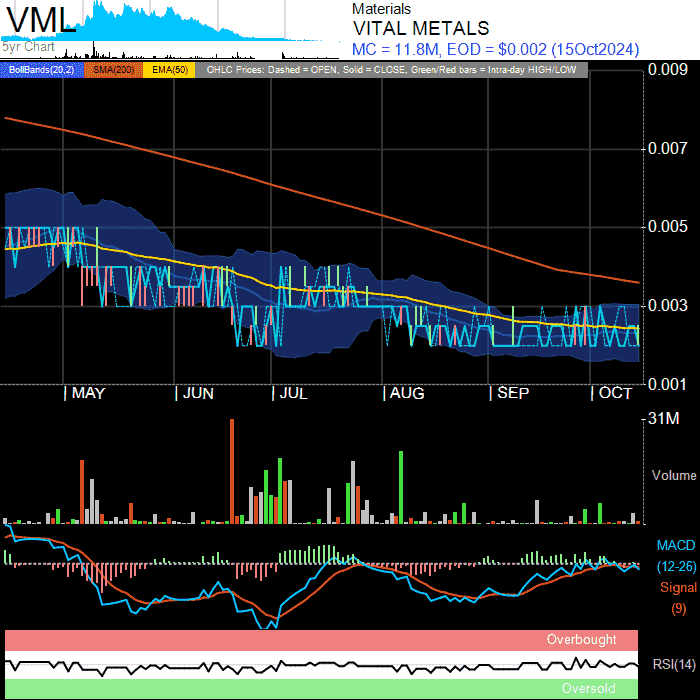 VML
5yr Chart
Materials
VITAL METALS
MC = 11.8M, EOD = $0.002 (15Oct2024)
BollBands(20,2) SMA(200) EMA(50) OHLC Prices: Dashed = OPEN, Solid = CLOSE, Green/Red bars = Intra-day HIGH/LOW
0.009
0.007
0.005
0.003
0.001
| MAY | JUN | JUL | AUG | SEP | OCT
31M
Volume
MACD
(12-26)
Signal
(9)
Overbought
RSI(14)
Oversold